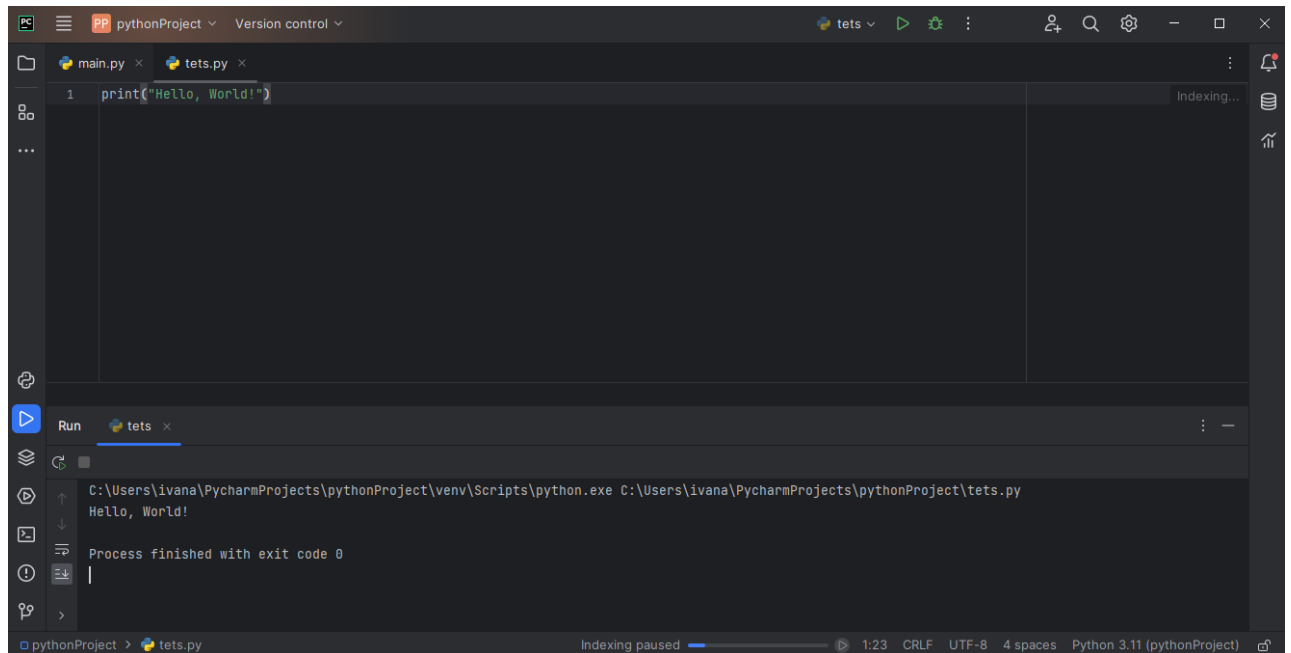 PC PP pythonProject Version control tets
main.py tets.py
1 print("Hello, World!")
Indexing...
Run tets
C:\Users\ivana\PycharmProjects\pythonProject\venv\Scripts\python.exe C:\Users\ivana\PycharmProjects\pythonProject\tets.py
Hello, World!
Process finished with exit code 0
pythonProject > tets.py Indexing paused 1:23 CRLF UTF-8 4 spaces Python 3.11 (pythonProject)